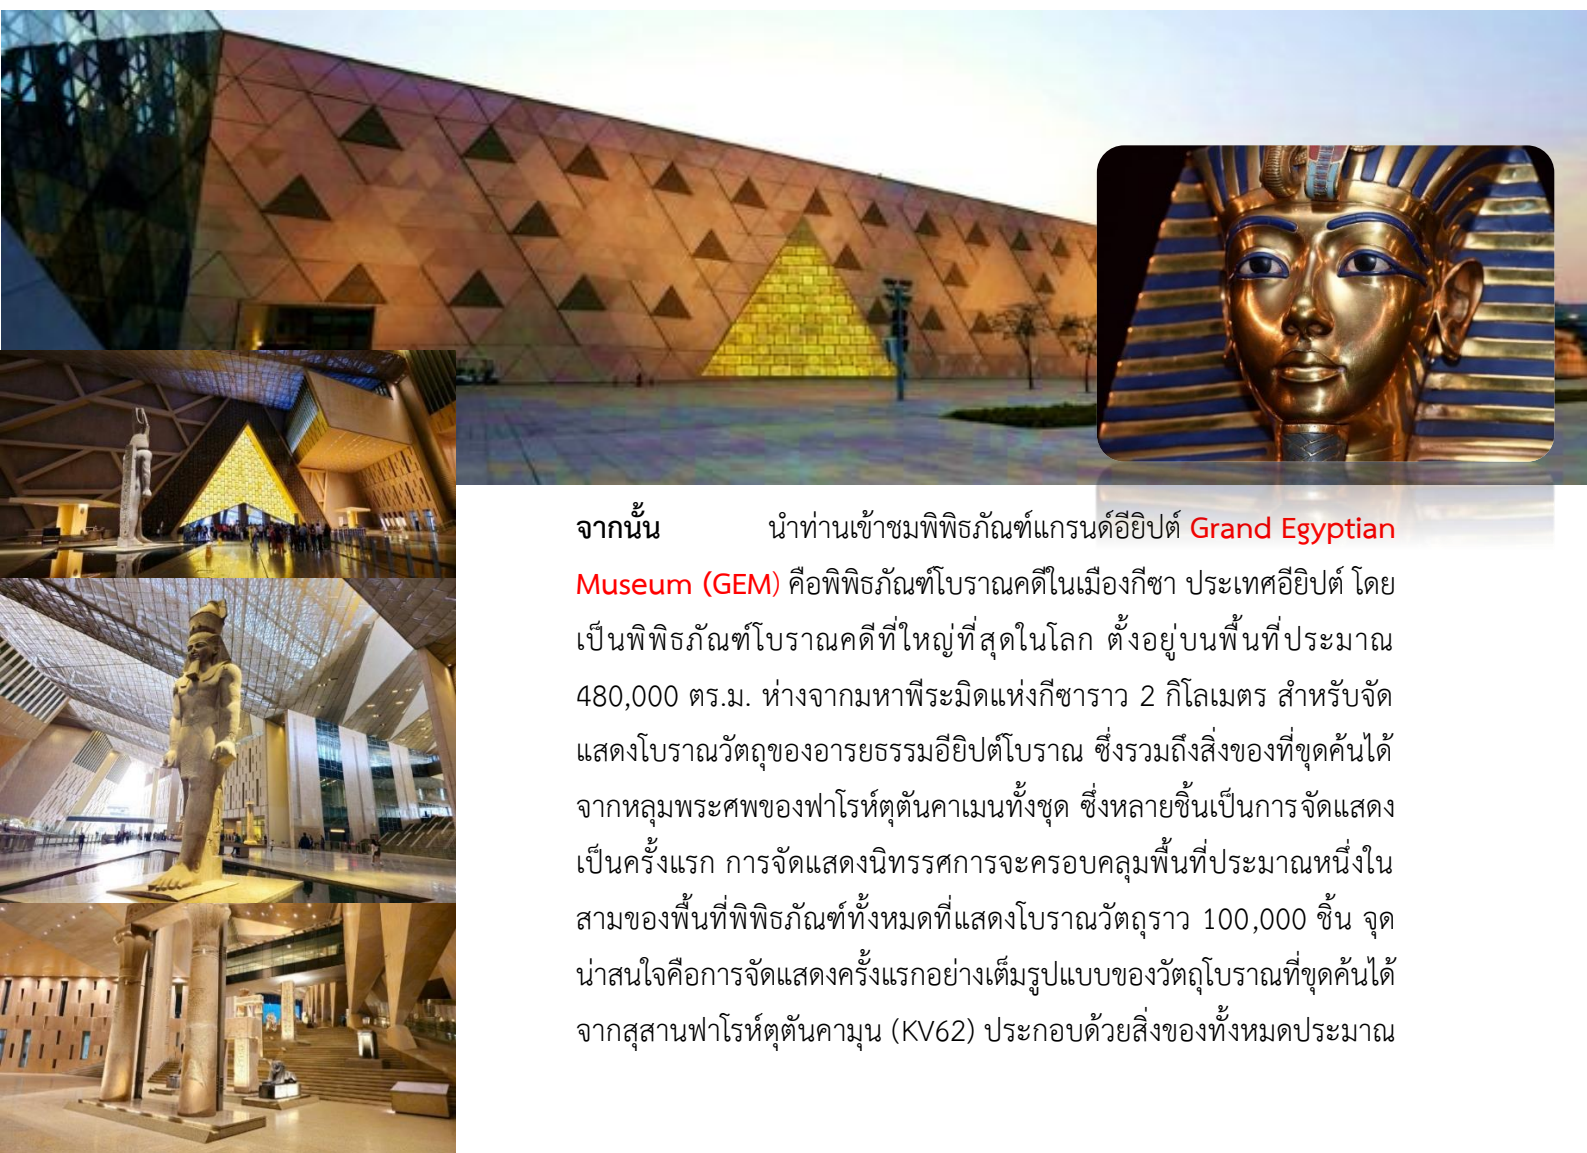 จากนั้น นำท่านเข้าชมพิพิธภัณฑ์แกรนด์อียิปต์ Grand Egyptian
Museum (GEM) คือพิพิธภัณฑ์โบราณคดีในเมืองกีซา ประเทศอียิปต์ โดย
เป็นพิพิธภัณฑ์โบราณคดีที่ใหญ่ที่สุดในโลก ตั้งอยู่บนพื้นที่ประมาณ
480,000 ตร.ม. ห่างจากมหาพีระมิดแห่งกีซาราว 2 กิโลเมตร สำหรับจัด
แสดงโบราณวัตถุของอารยธรรมอียิปต์โบราณ ซึ่งรวมถึงสิ่งของที่ขุดค้นได้
จากหลุมพระศพของฟาโรห์ตุตันคาเมนทั้งชุด ซึ่งหลายชิ้นเป็นการจัดแสดง
เป็นครั้งแรก การจัดแสดงนิทรรศการจะครอบคลุมพื้นที่ประมาณหนึ่งใน
สามของพื้นที่พิพิธภัณฑ์ทั้งหมดที่แสดงโบราณวัตถุราว 100,000 ชิ้น จุด
น่าสนใจคือการจัดแสดงครั้งแรกอย่างเต็มรูปแบบของวัตถุโบราณที่ขุดค้นได้
จากสุสานฟาโรห์ตุตันคามุน (KV62) ประกอบด้วยสิ่งของทั้งหมดประมาณ